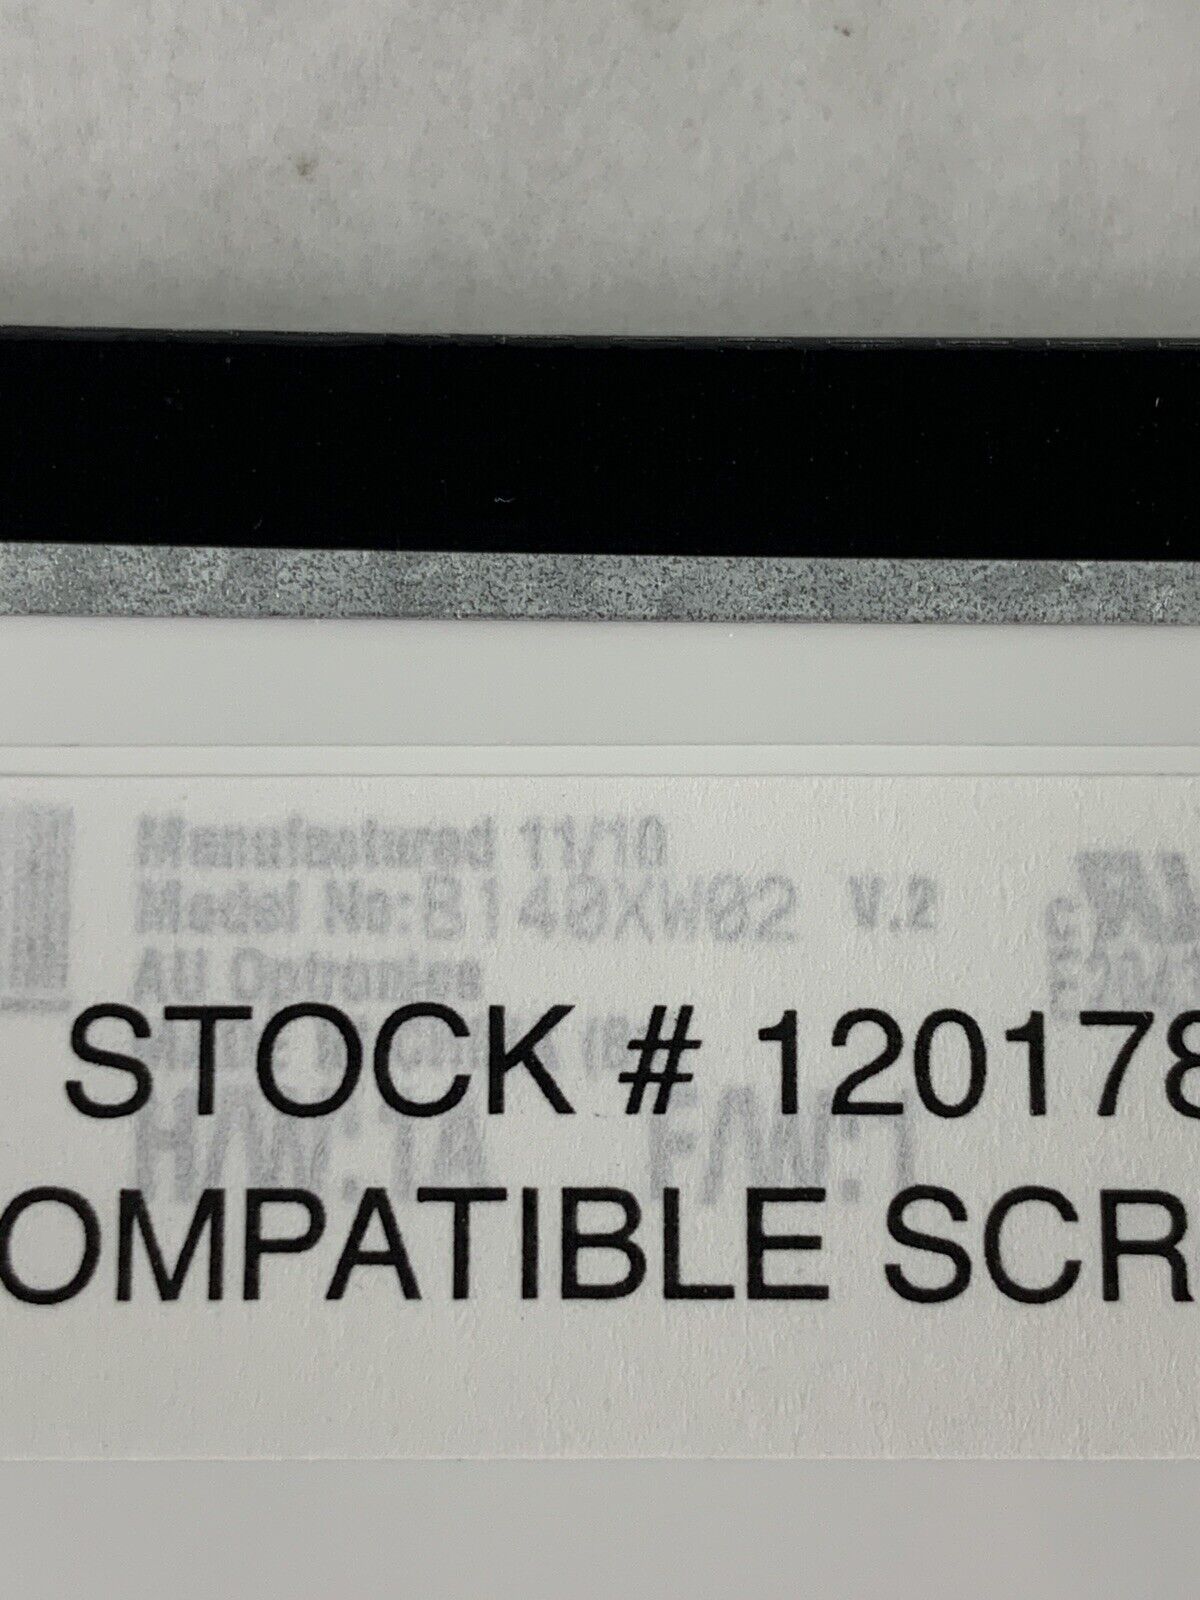 Manufactured 11/10
Model No: B140XW02 V.2
AU Optronics
STOCK # 120178
H/W:1A F/W:1
OMPATIBLE SCR